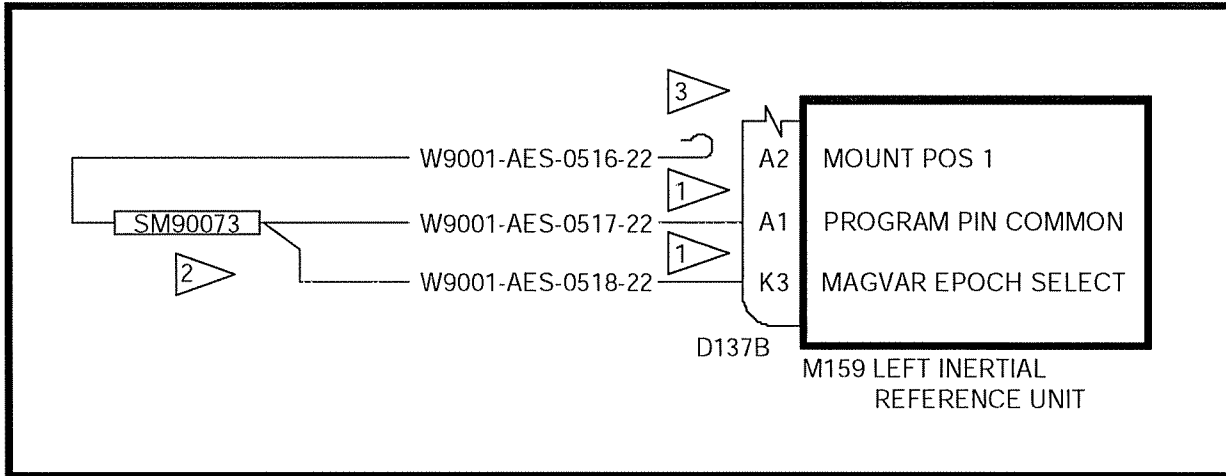 3
W9001-AES-0516-22 A2 MOUNT POS 1
1
SM90073 W9001-AES-0517-22 A1 PROGRAM PIN COMMON
2 1
W9001-AES-0518-22 K3 MAGVAR EPOCH SELECT
D137B
M159 LEFT INERTIAL
REFERENCE UNIT